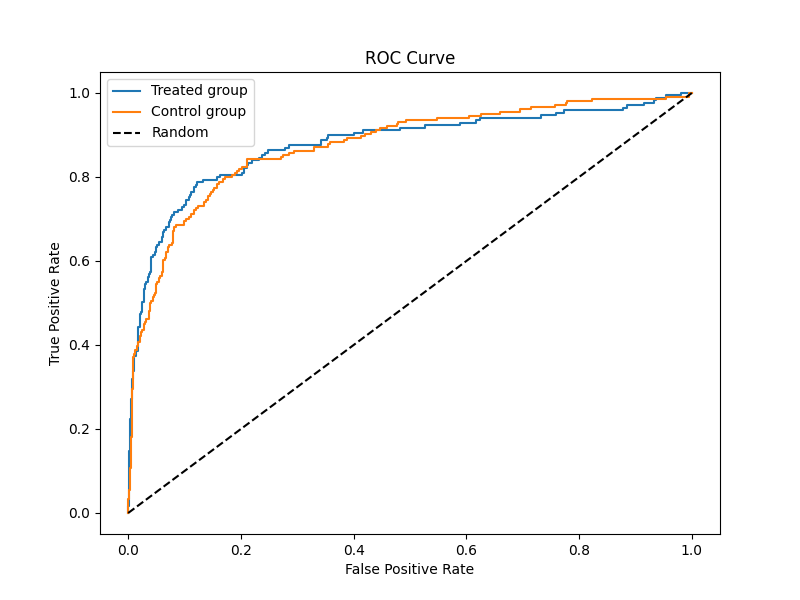 ROC Curve
Treated group
Control group
Random
True Positive Rate
1.0
0.8
0.6
0.4
0.2
0.0
0.0 0.2 0.4 0.6 0.8 1.0
False Positive Rate